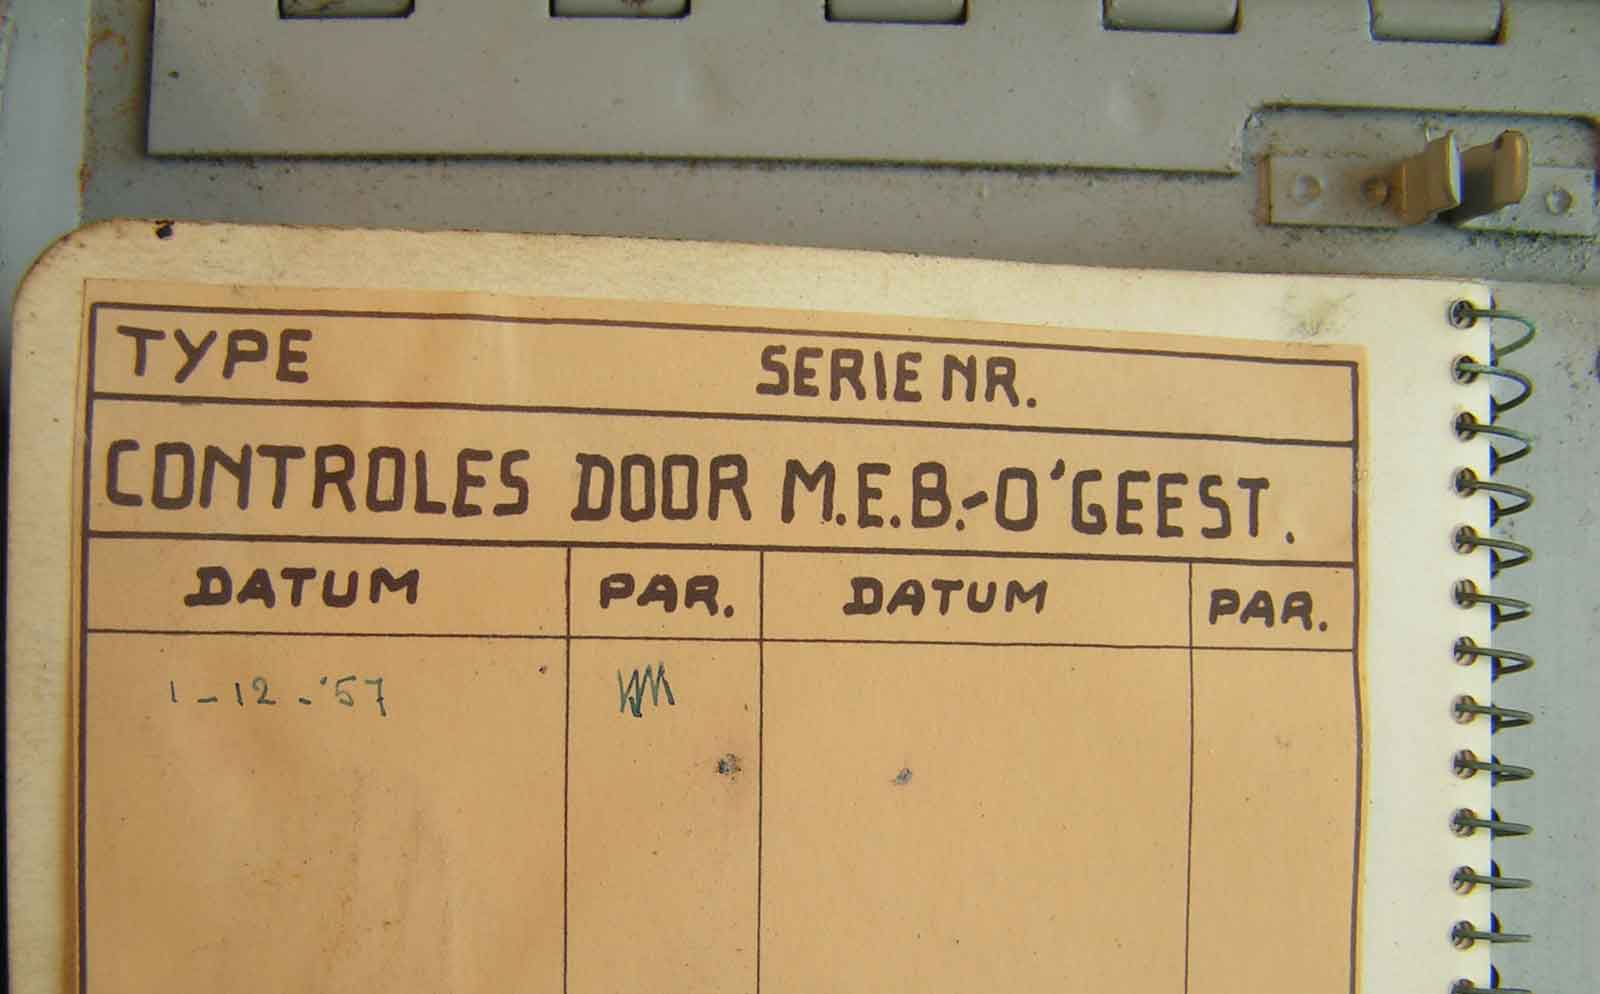 TYPE SERIE NR.
CONTROLES DOOR M.E.B.-O'GEEST.
DATUM PAR. DATUM PAR.
1-12-'57